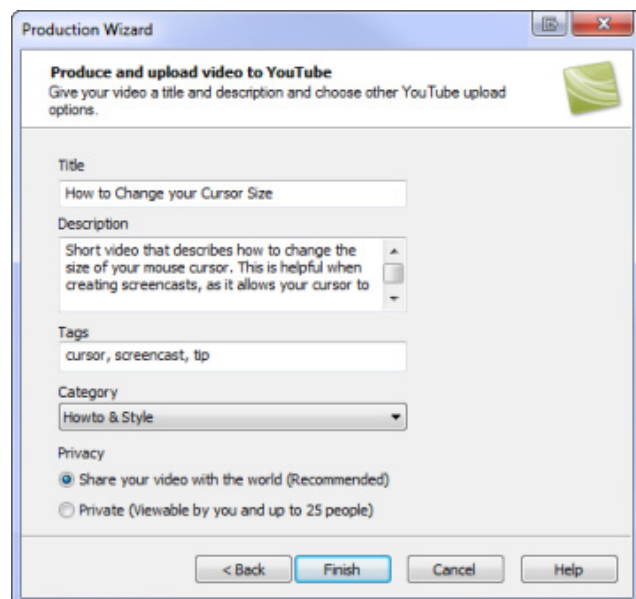 Production Wizard
Produce and upload video to YouTube
Give your video a title and description and choose other YouTube upload
options.
Title
How to Change your Cursor Size
Description
Short video that describes how to change the
size of your mouse cursor. This is helpful when
creating screencasts, as it allows your cursor to
Tags
cursor, screencast, tip
Category
Howto & Style
Privacy
Share your video with the world (Recommended)
Private (Viewable by you and up to 25 people)
< Back Finish Cancel Help